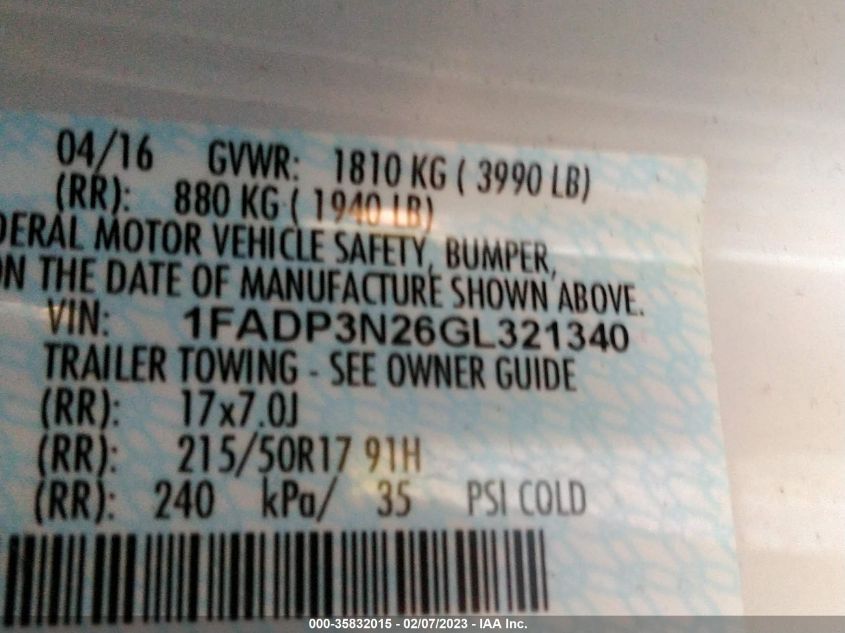 04/16 GVWR: 1810 KG ( 3990 LB)
(RR): 880 KG ( 1940 LB)
DERAL MOTOR VEHICLE SAFETY, BUMPER,
ON THE DATE OF MANUFACTURE SHOWN ABOVE.
VIN: 1FADP3N26GL321340
TRAILER TOWING - SEE OWNER GUIDE
(RR): 17x7.0J
(RR): 215/50R17 91H
(RR): 240 kPa/ 35 PSI COLD
000-35832015 - 02/07/2023 - IAA Inc.